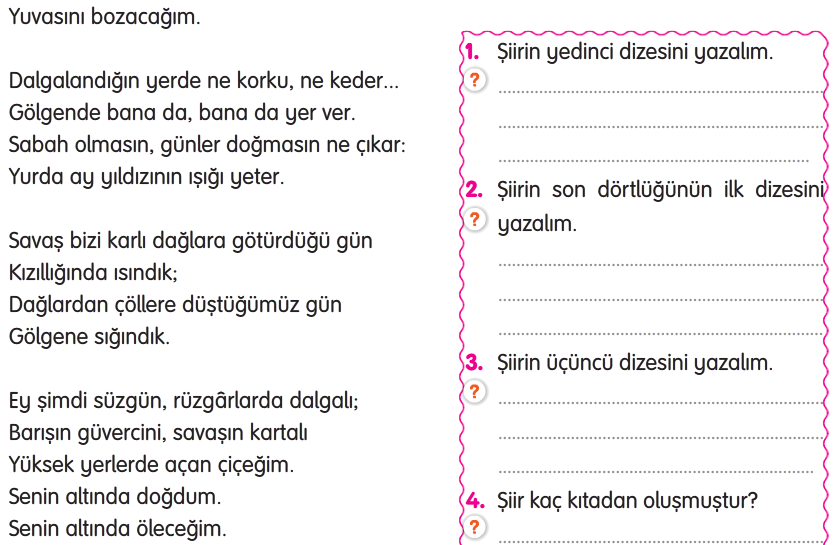 Yuvasını bozacağım.
Dalgalandığın yerde ne korku, ne keder...
Gölgende bana da, bana da yer ver.
Sabah olmasın, günler doğmasın ne çıkar:
Yurda ay yıldızının ışığı yeter.
Savaş bizi karlı dağlara götürdüğü gün
Kızıllığında ısındık;
Dağlardan çöllere düştüğümüz gün
Gölgene sığındık.
Ey şimdi süzgün, rüzgârlarda dalgalı;
Barışın güvercini, savaşın kartalı
Yüksek yerlerde açan çiçeğim.
Senin altında doğdum.
Senin altında öleceğim.
1. Şiirin yedinci dizesini yazalım.
?
2. Şiirin son dörtlüğünün ilk dizesini
? yazalım.
3. Şiirin üçüncü dizesini yazalım.
?
4. Şiir kaç kıtadan oluşmuştur?
?